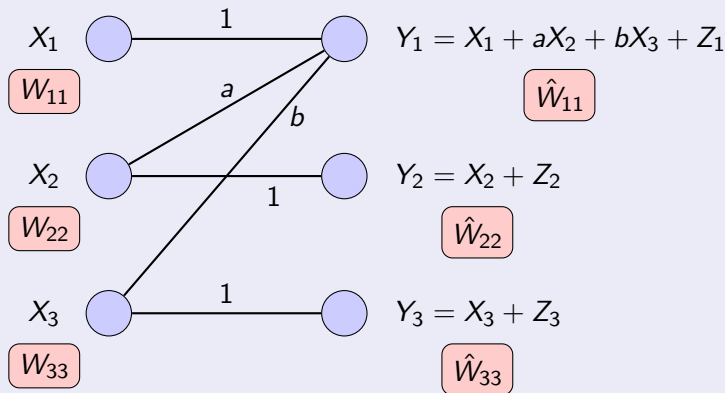 X₁ 1 Y₁ = X₁ + aX₂ + bX₃ + Z₁
W₁₁ a Ŵ₁₁
b
X₂ Y₂ = X₂ + Z₂
1
W₂₂ Ŵ₂₂
X₃ 1 Y₃ = X₃ + Z₃
W₃₃ Ŵ₃₃